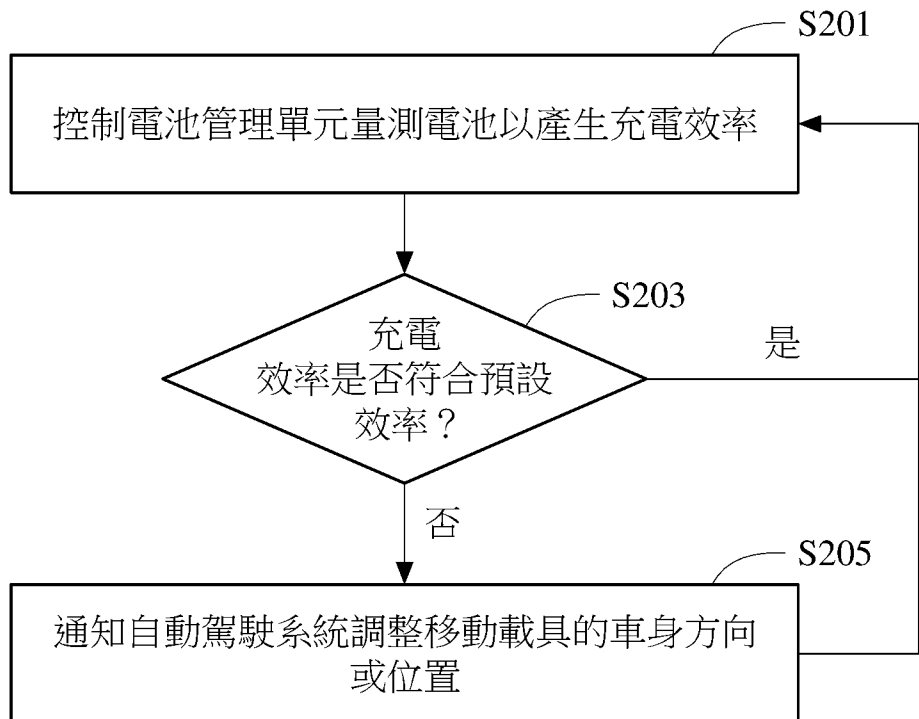 S201
控制電池管理單元量測電池以產生充電效率
S203
充電
效率是否符合預設
效率？
是
否
S205
通知自動駕駛系統調整移動載具的車身方向
或位置